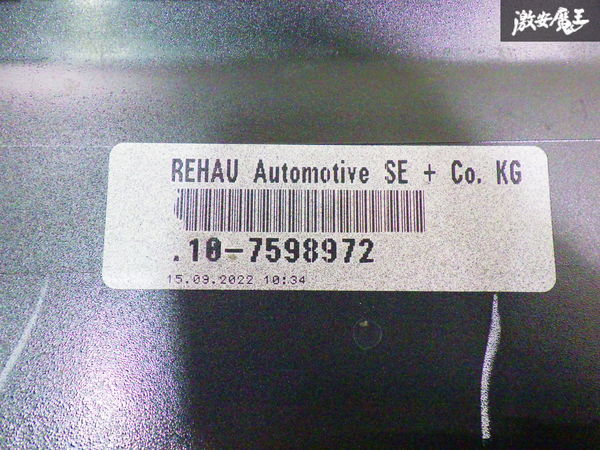 激安魔王
REHAU Automotive SE + Co. KG
.10-7598972
15.09.2022 10:34